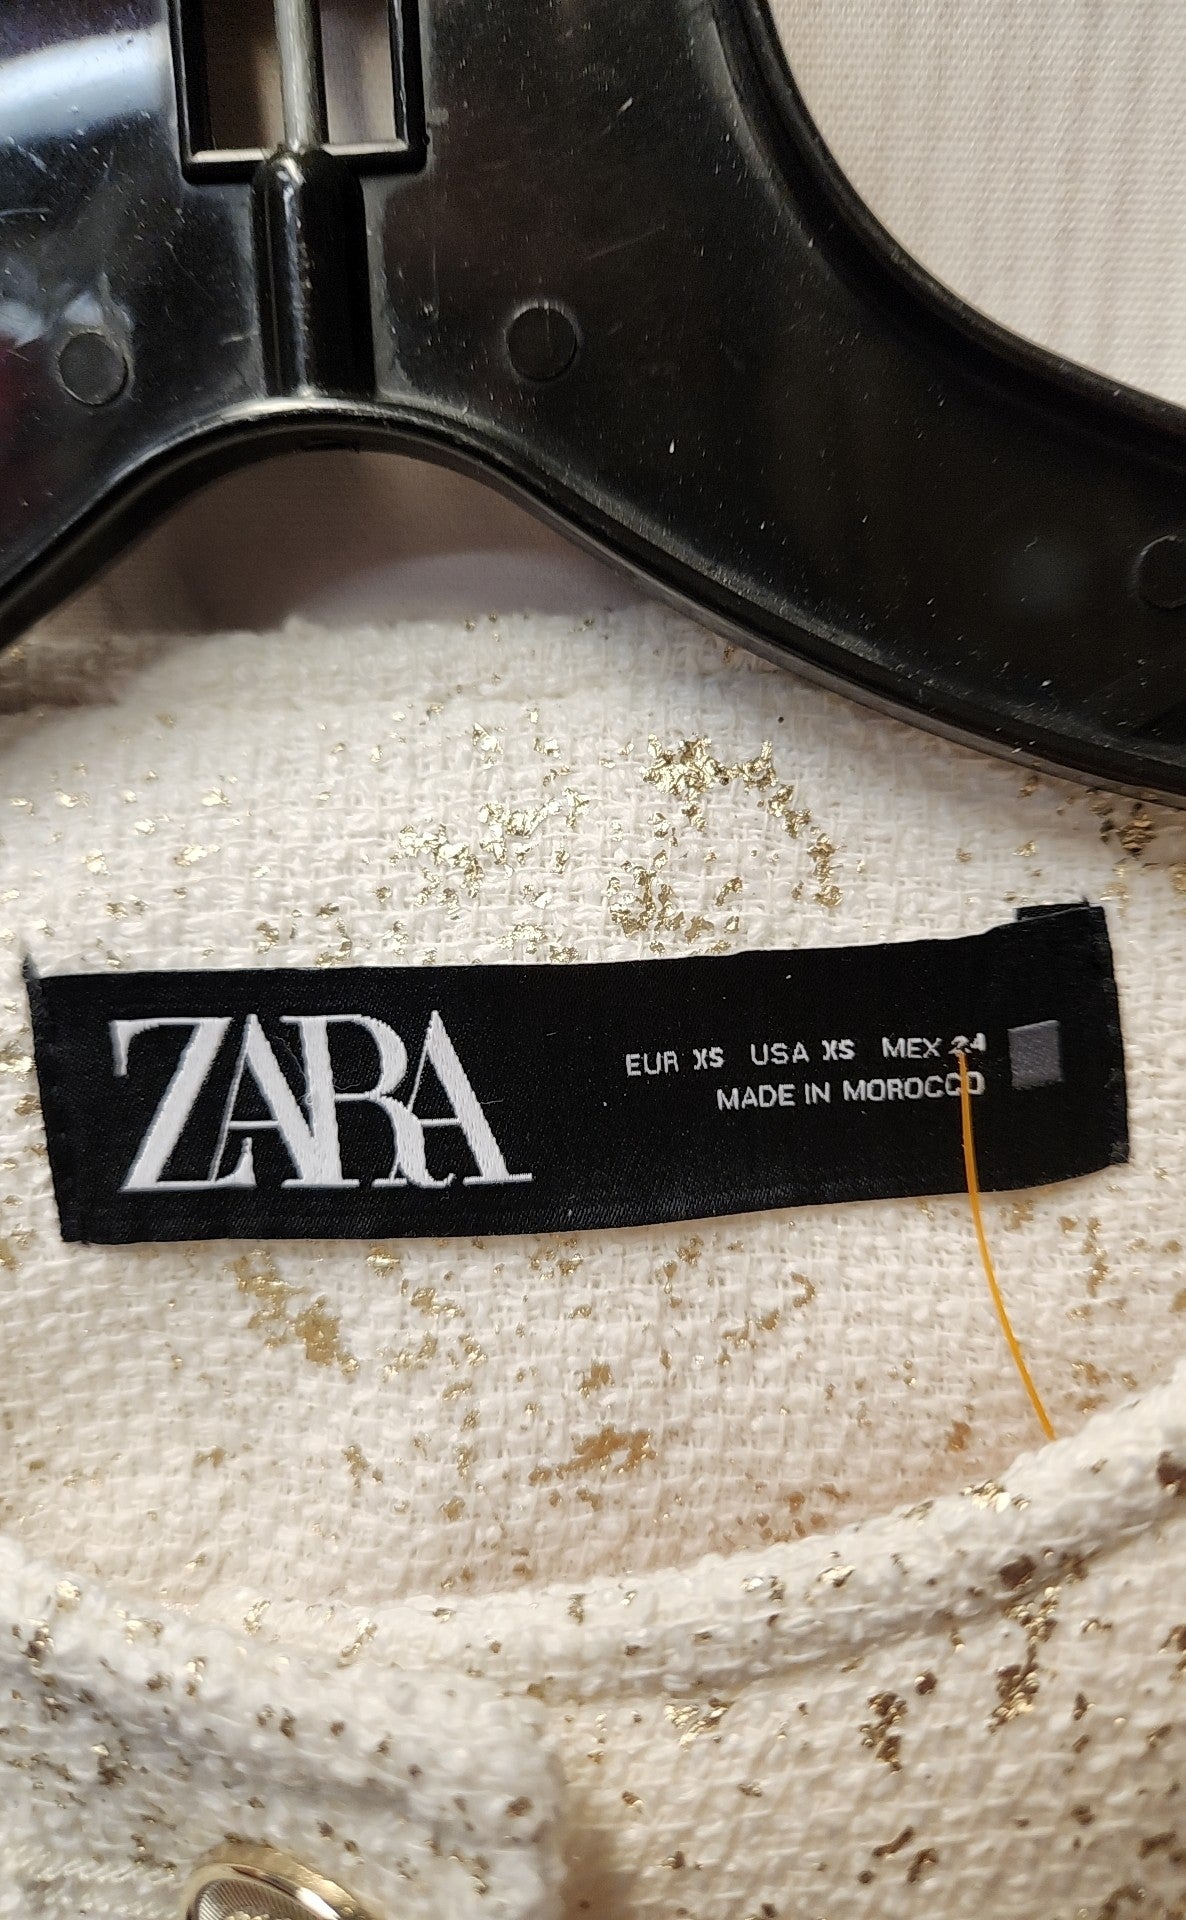 ZARA
EUR XS USA XS MEX 24
MADE IN MOROCCO